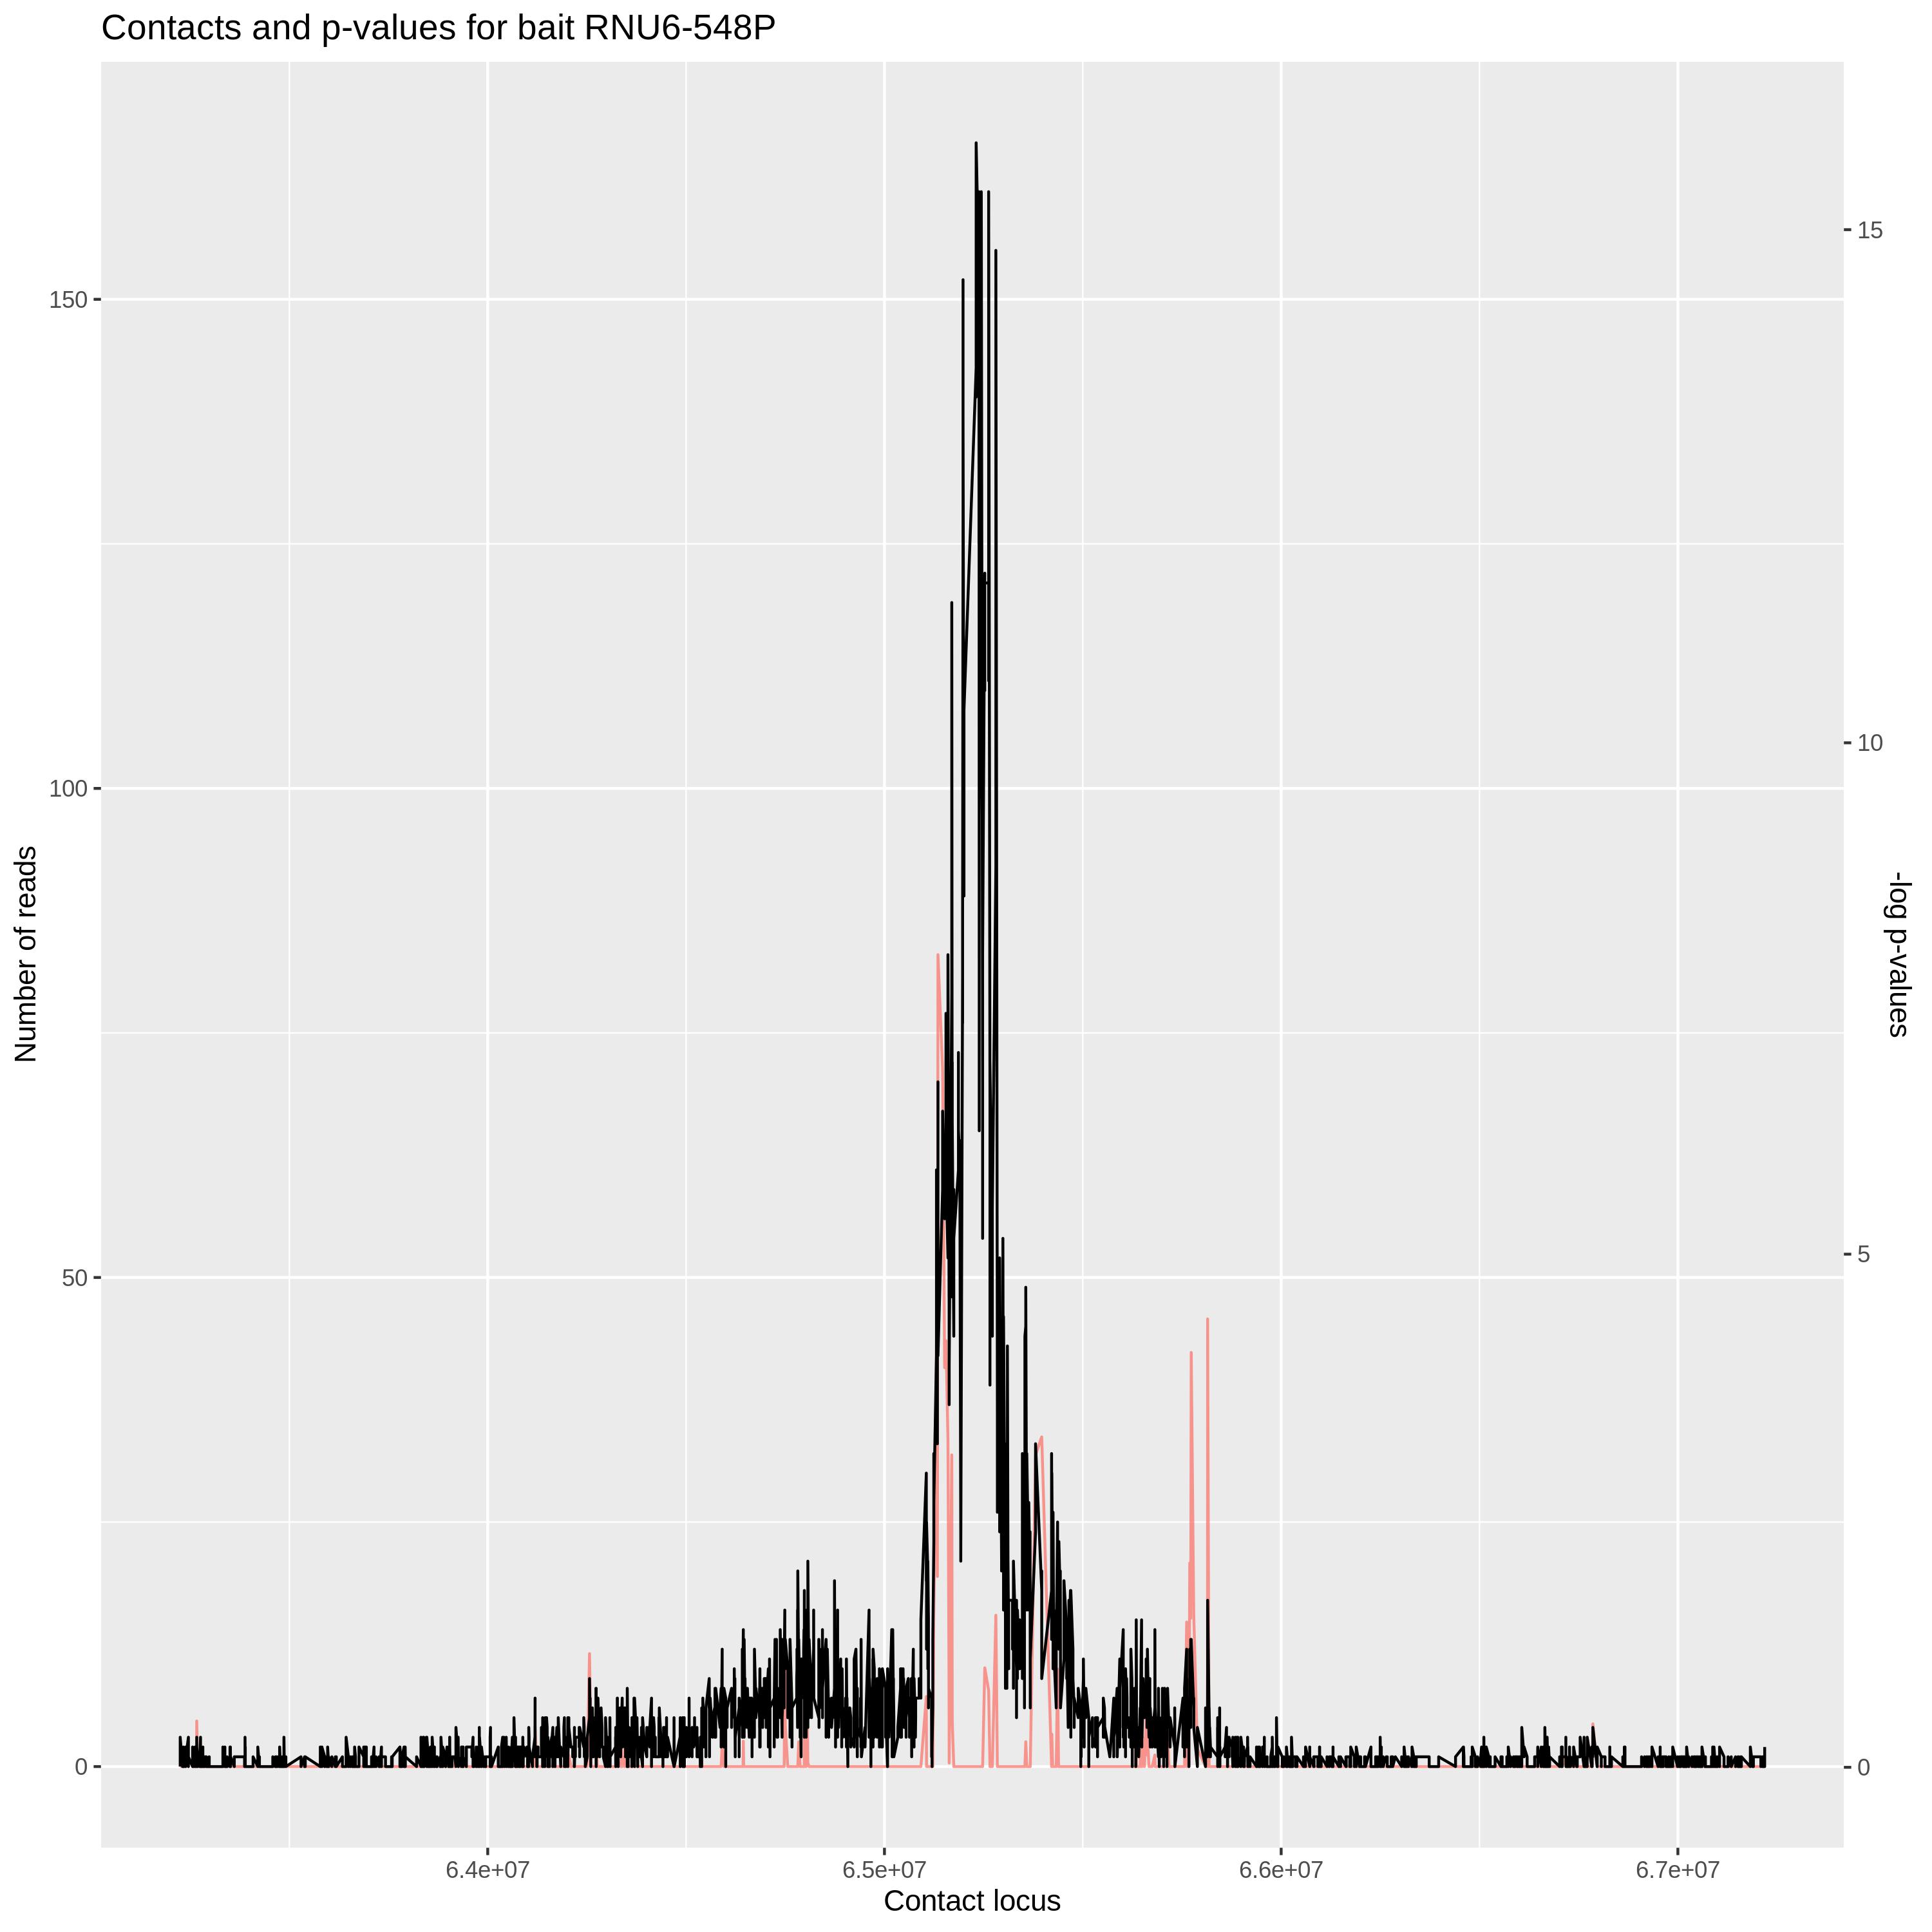 Contacts and p-values for bait RNU6-548P
150
100
50
0
Number of reads
15
10
5
0
-log p-values
6.4e+07
6.5e+07
6.6e+07
6.7e+07
Contact locus